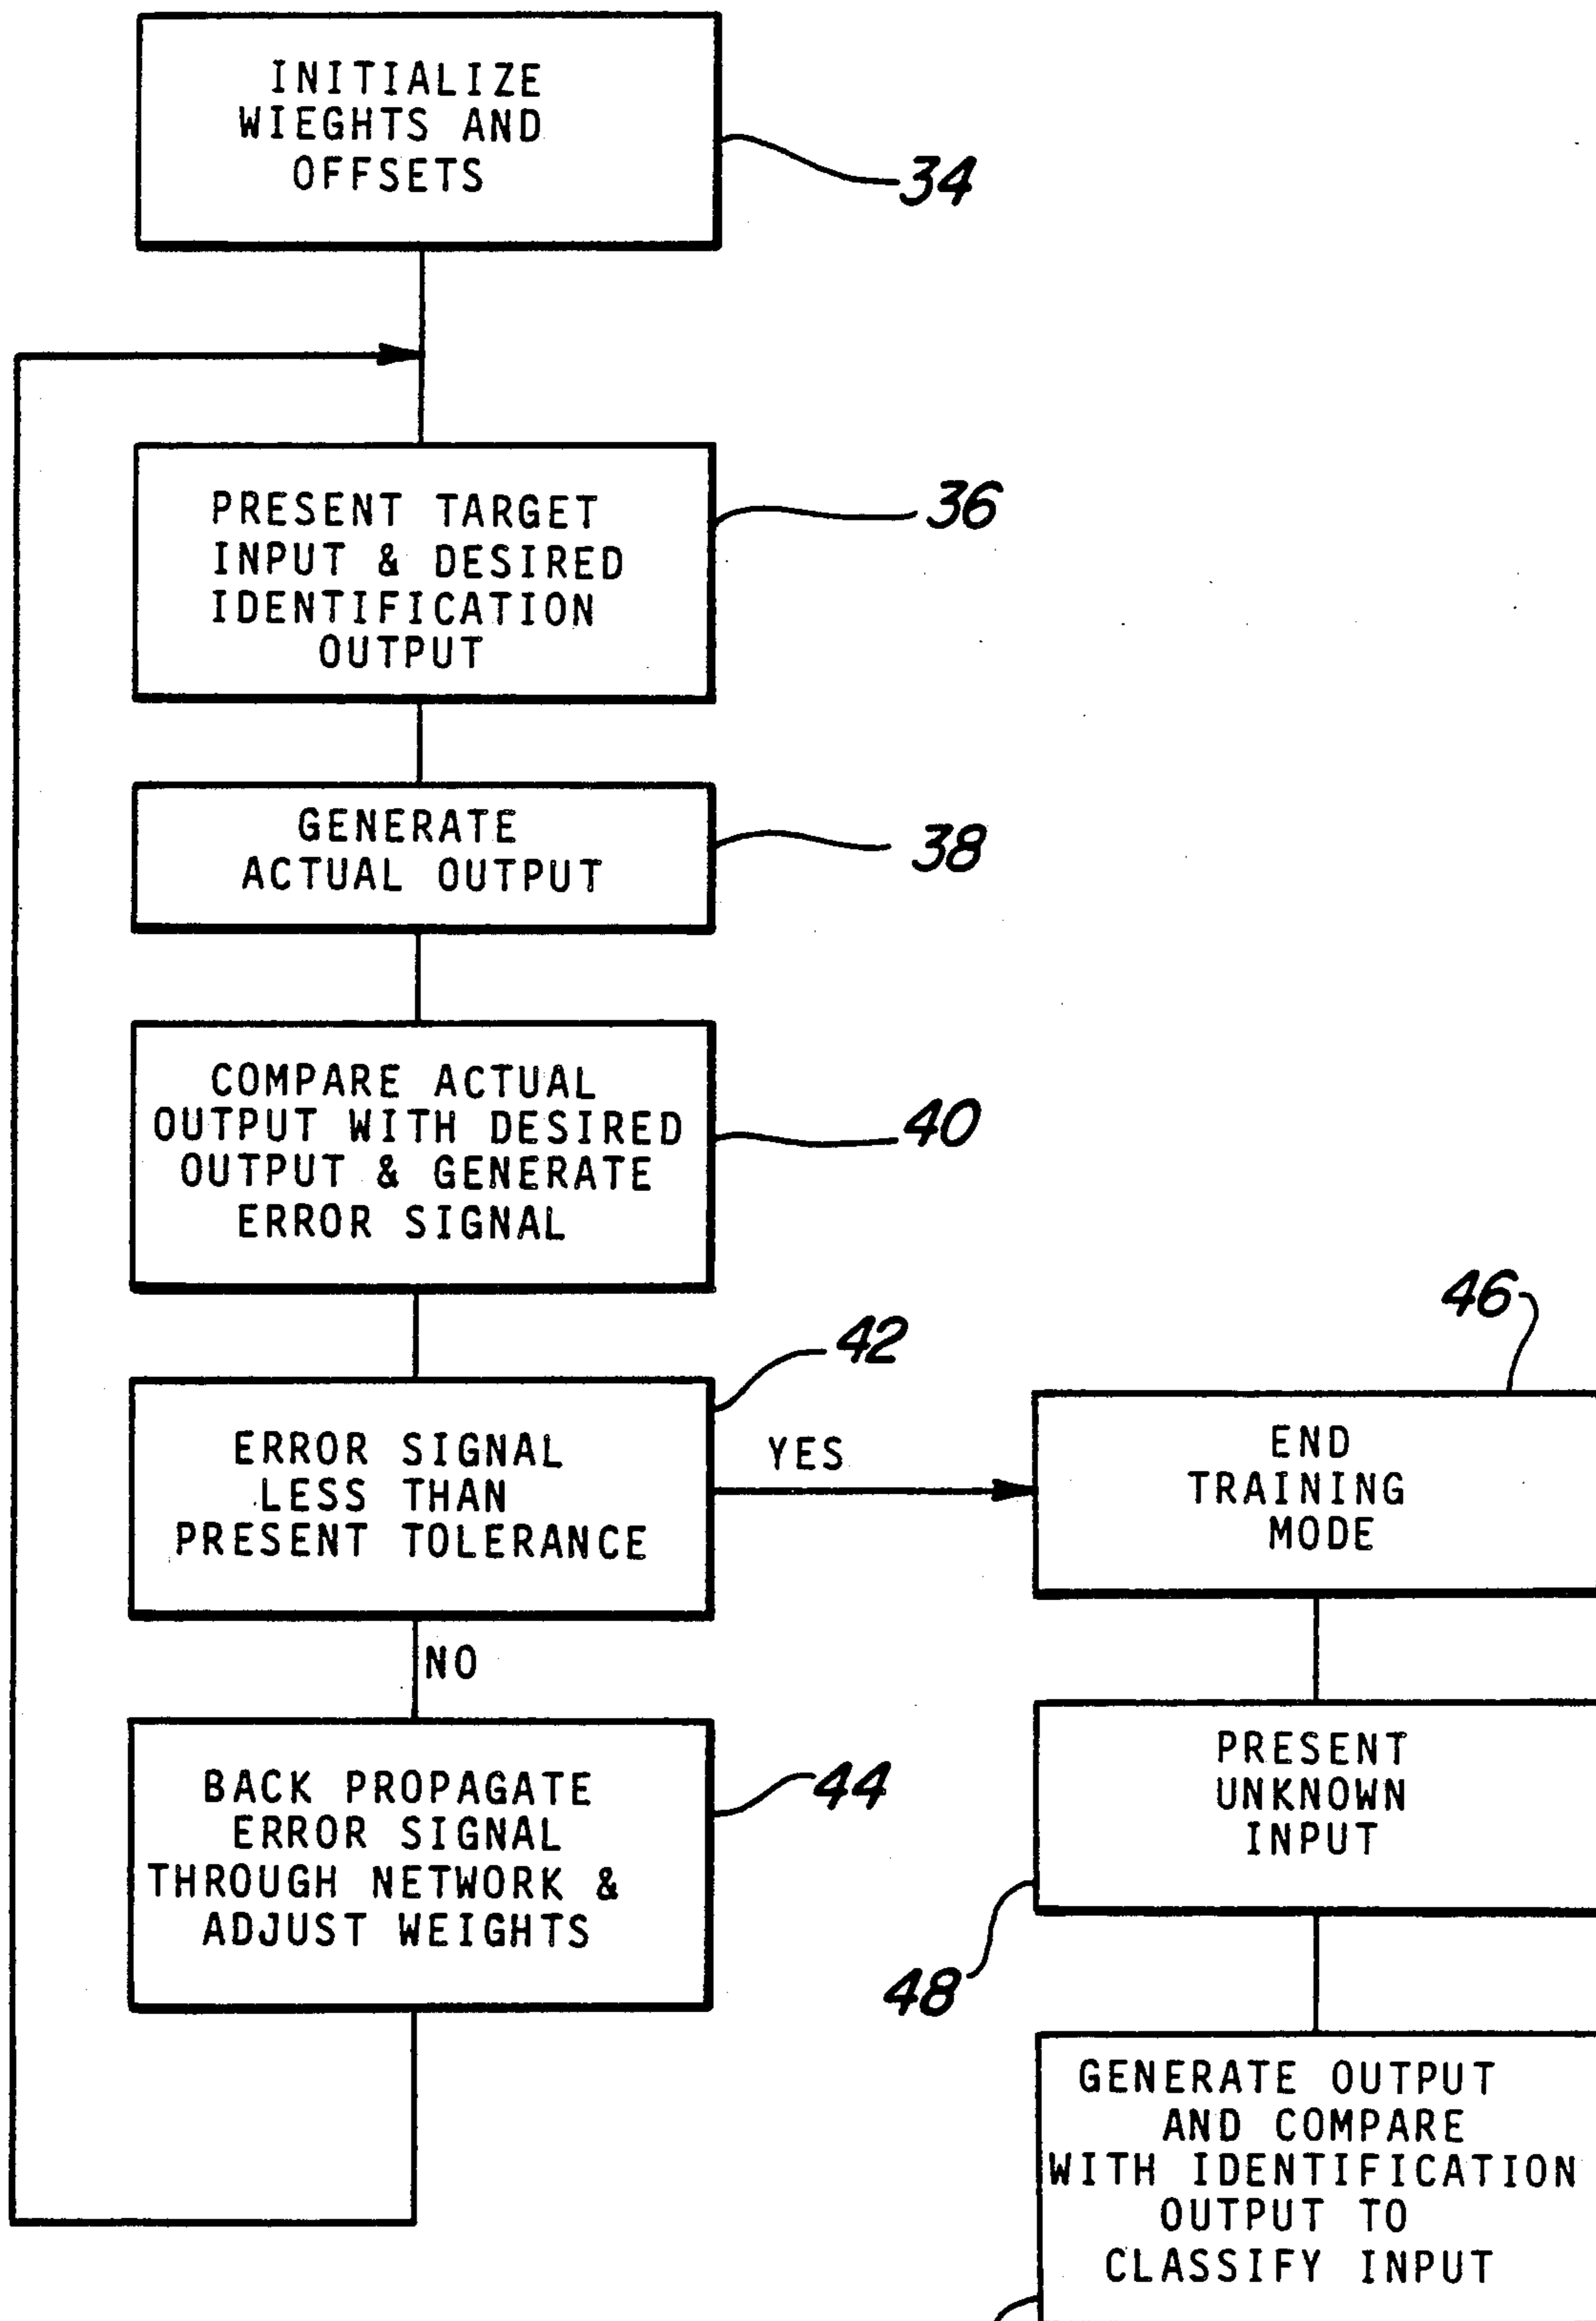 INITIALIZE
WIEGHTS AND
OFFSETS
34
PRESENT TARGET
INPUT & DESIRED
IDENTIFICATION
OUTPUT
36
GENERATE
ACTUAL OUTPUT
38
COMPARE ACTUAL
OUTPUT WITH DESIRED
OUTPUT & GENERATE
ERROR SIGNAL
40
42
ERROR SIGNAL
LESS THAN
PRESENT TOLERANCE
YES
NO
BACK PROPAGATE
ERROR SIGNAL
THROUGH NETWORK &
ADJUST WEIGHTS
44
46
END
TRAINING
MODE
PRESENT
UNKNOWN
INPUT
48
GENERATE OUTPUT
AND COMPARE
WITH IDENTIFICATION
OUTPUT TO
CLASSIFY INPUT